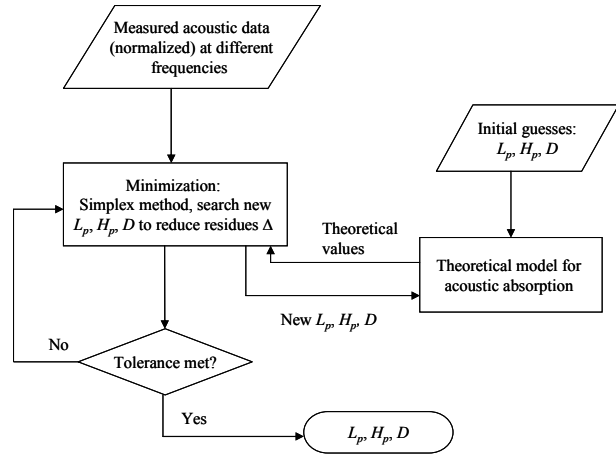 Measured acoustic data
(normalized) at different
frequencies
Initial guesses:
Lp, Hp, D
Minimization:
Simplex method, search new
Lp, Hp, D to reduce residues Δ
Theoretical
values
Theoretical model for
acoustic absorption
New Lp, Hp, D
No
Tolerance met?
Yes
Lp, Hp, D